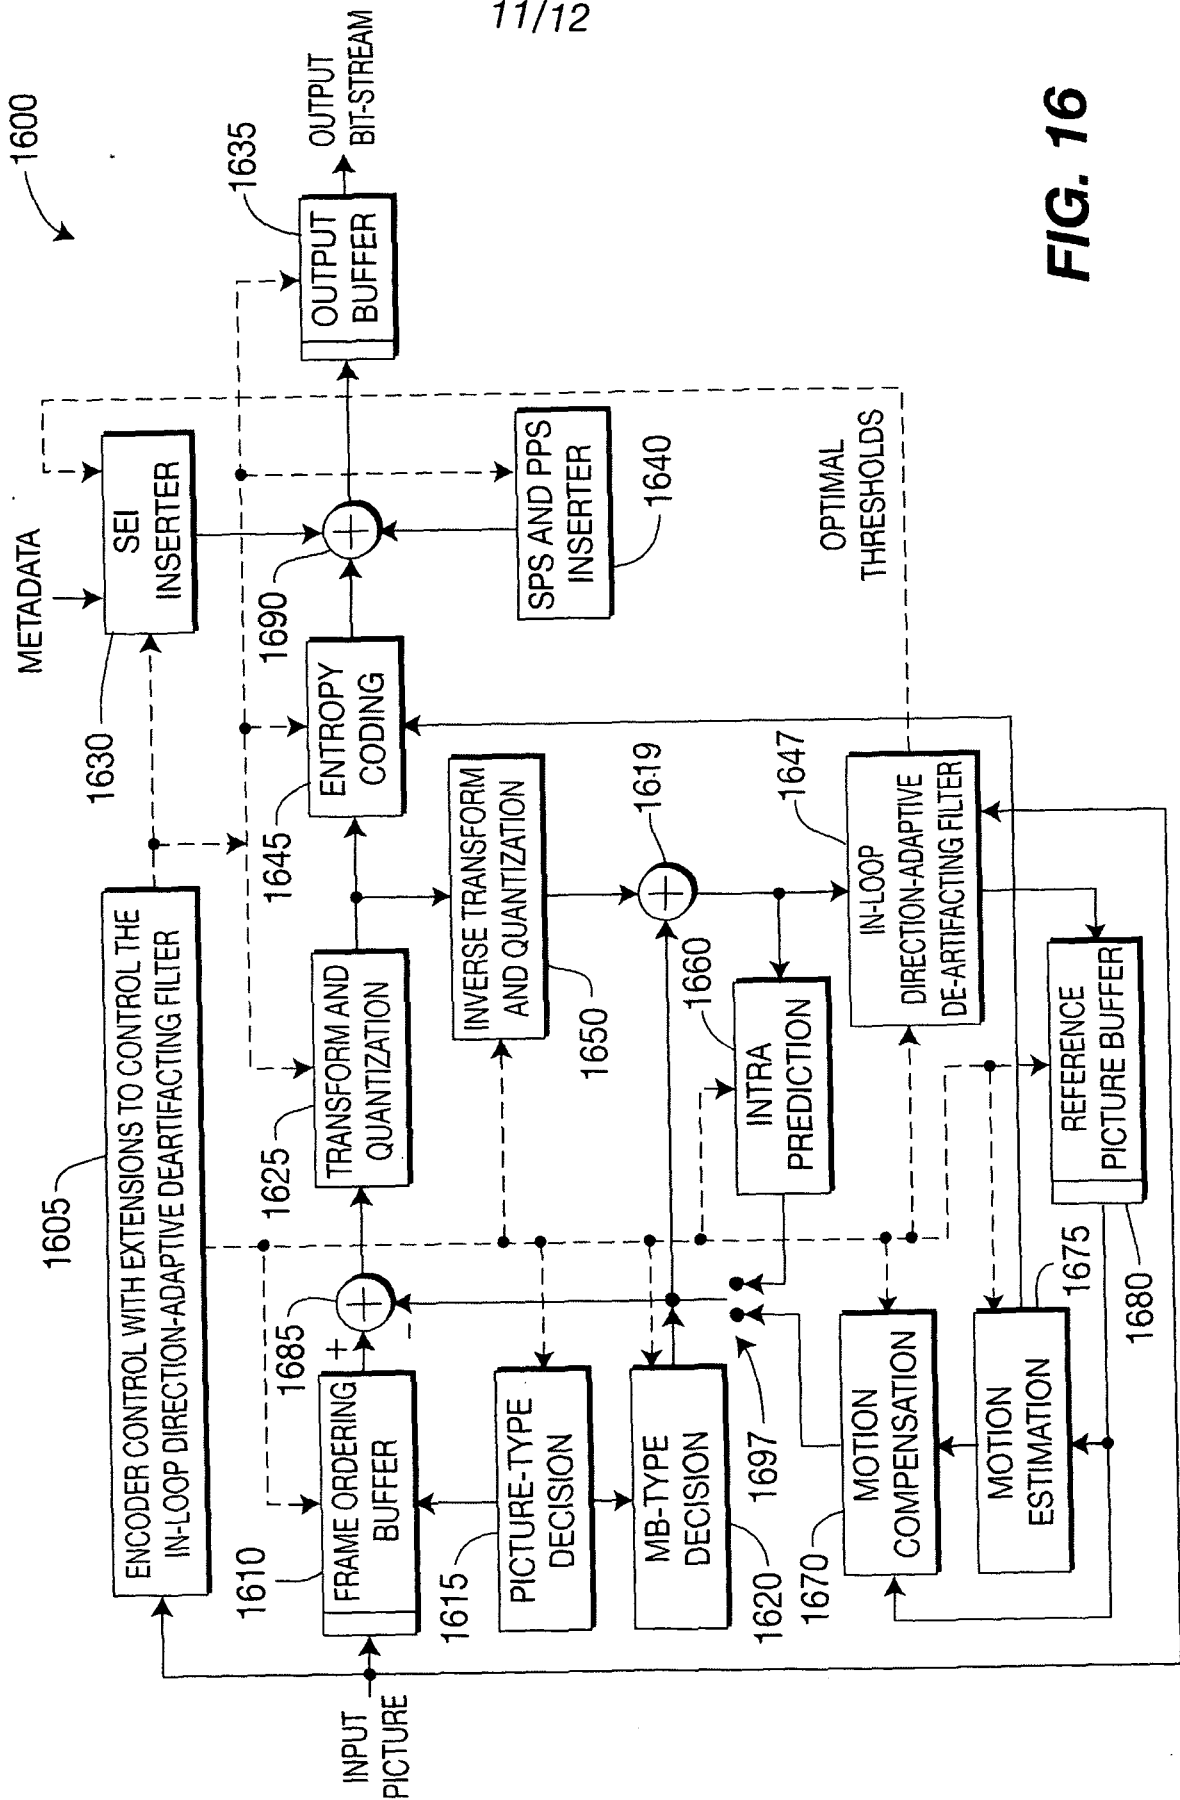 11/12
1600
METADATA
SEI
INSERTER
1630
1605
ENCODER CONTROL WITH EXTENSIONS TO CONTROL THE
IN-LOOP DIRECTION-ADAPTIVE DEARTIFACTING FILTER
INPUT
PICTURE
1610
FRAME ORDERING
BUFFER
+
-
1685
+
1625
TRANSFORM AND
QUANTIZATION
1645
ENTROPY
CODING
1690
+
1635
OUTPUT
BUFFER
OUTPUT
BIT-STREAM
SPS AND PPS
INSERTER
1640
1615
PICTURE-TYPE
DECISION
INVERSE TRANSFORM
AND QUANTIZATION
1650
1619
+
MB-TYPE
DECISION
1620
1697
1660
INTRA
PREDICTION
1647
IN-LOOP
DIRECTION-ADAPTIVE
DE-ARTIFACTING FILTER
OPTIMAL
THRESHOLDS
1670
MOTION
COMPENSATION
MOTION
ESTIMATION
1675
REFERENCE
PICTURE BUFFER
1680
FIG. 16